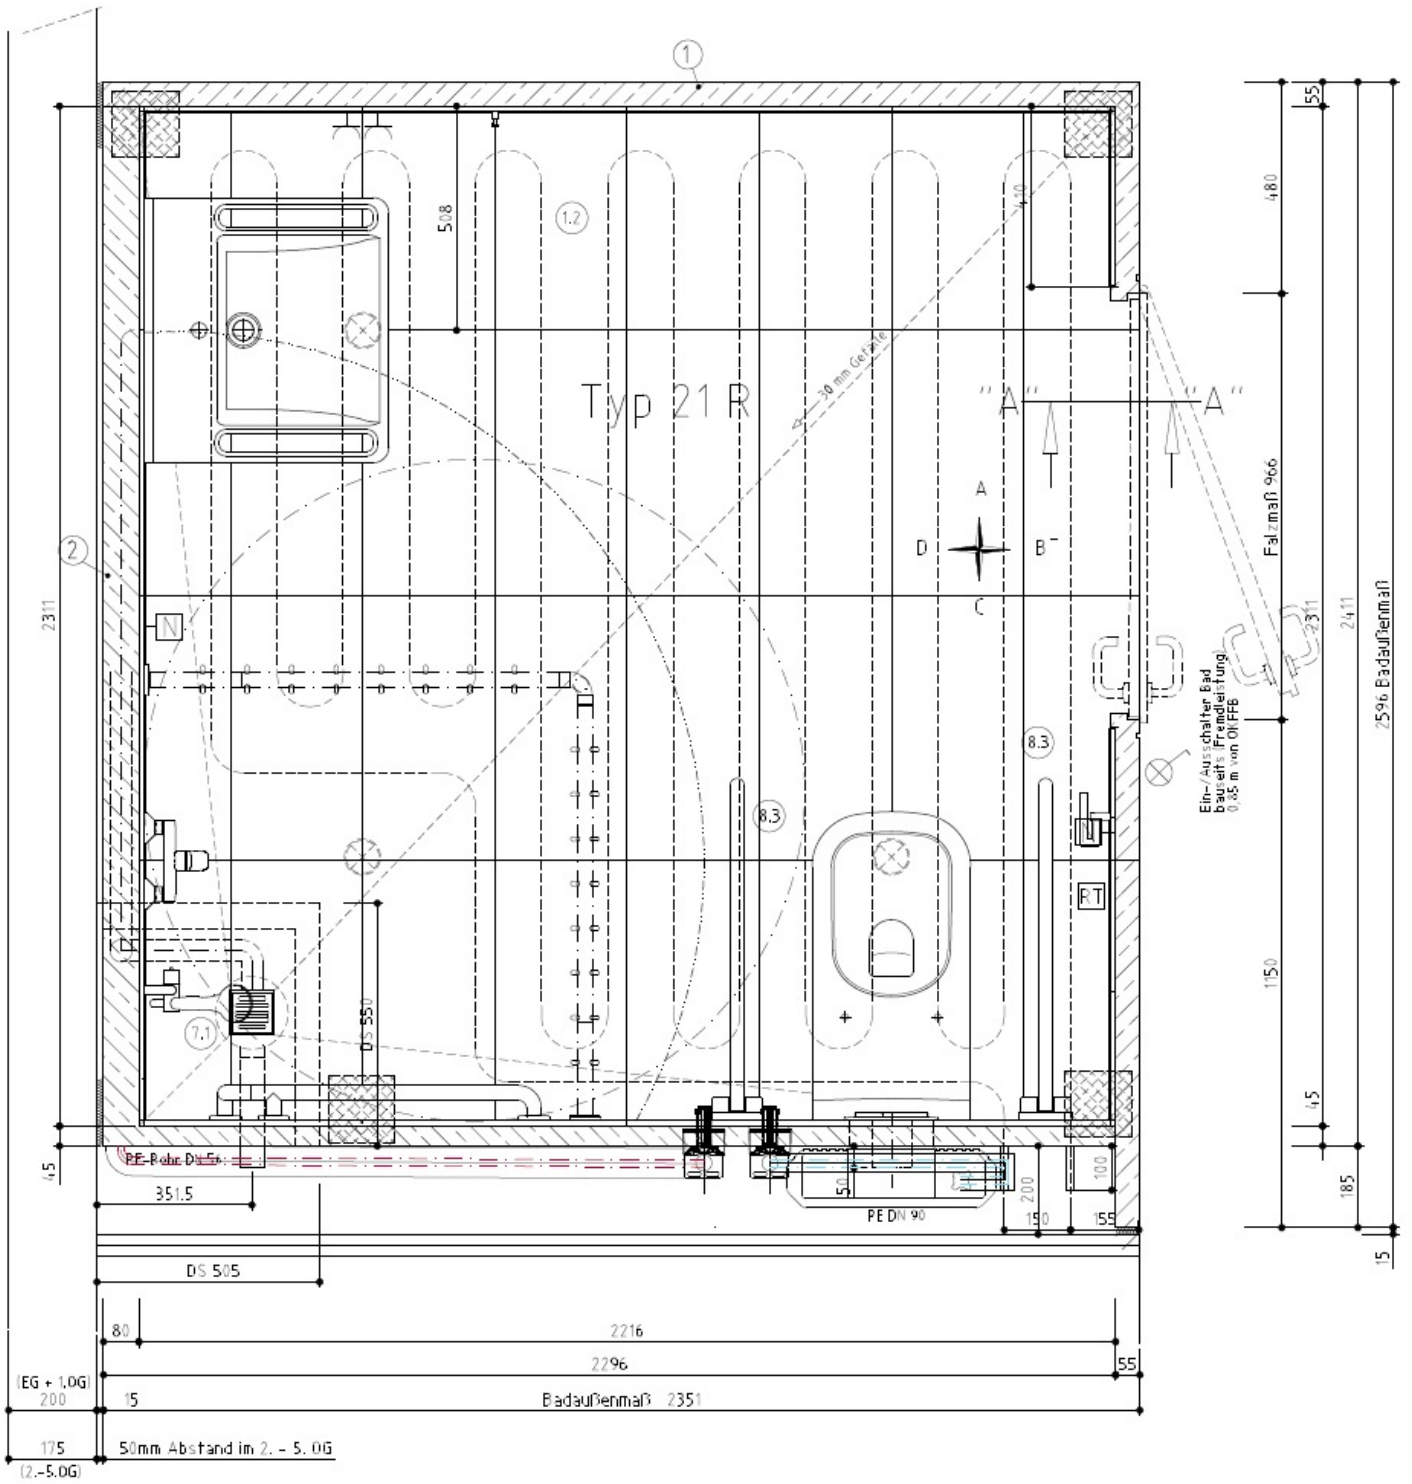 1
55
480
410
508
1.2
30 mm Gefälle
Typ 21 R
"A"
"A"
Falzmaß 966
A
D
B
C
2
2311
N
2311
2411
2596 Badaußenmaß
Ein-/Ausschalter Bad
bauseits (Fremdleistung)
0,85 m von OKFFB
8.3
8.3
N
RT
1150
DS 550
7.1
45
45
PE-Rohr DN 56
351.5
50
PE DN 90
200
100
150
155
185
15
DS 505
80
2216
2296
55
(EG + 1.OG)
200
15
Badaußenmaß 2351
175
50mm Abstand im 2. - 5. OG
(2.-5.OG)